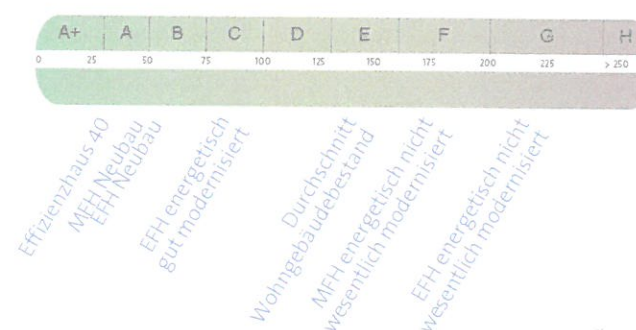 A+ A B C D E F G H
0 25 50 75 100 125 150 175 200 225 > 250
Effizienzhaus 40
MFH Neubau
EFH Neubau
EFH energetisch
gut modernisiert
Durchschnitt
Wohngebäudebestand
MFH energetisch nicht
wesentlich modernisiert
EFH energetisch nicht
wesentlich modernisiert